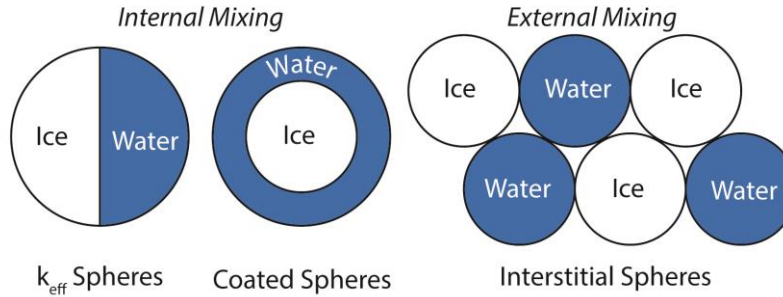 Internal Mixing
External Mixing
Ice
Water
Water
Ice
Ice
Water
Ice
Water
Ice
Water
k_eff Spheres
Coated Spheres
Interstitial Spheres